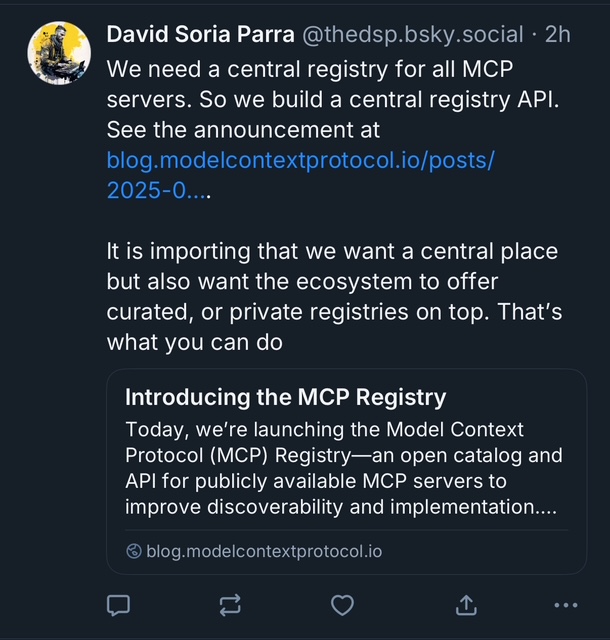 David Soria Parra @thedsp.bsky.social · 2h
We need a central registry for all MCP
servers. So we build a central registry API.
See the announcement at
blog.modelcontextprotocol.io/posts/
2025-0....
It is importing that we want a central place
but also want the ecosystem to offer
curated, or private registries on top. That’s
what you can do
Introducing the MCP Registry
Today, we’re launching the Model Context
Protocol (MCP) Registry—an open catalog and
API for publicly available MCP servers to
improve discoverability and implementation....
blog.modelcontextprotocol.io